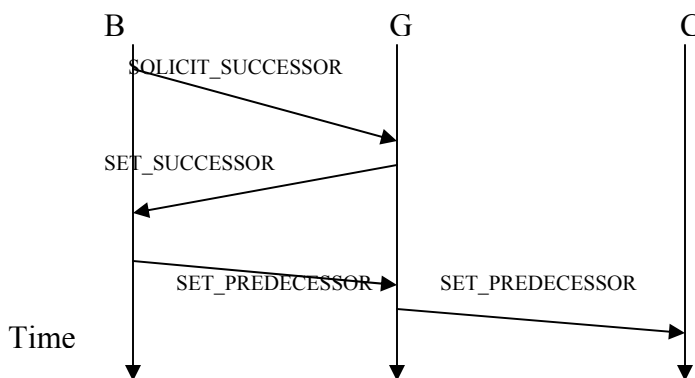 B G C
SOLICIT_SUCCESSOR
SET_SUCCESSOR
SET_PREDECESSOR SET_PREDECESSOR
Time